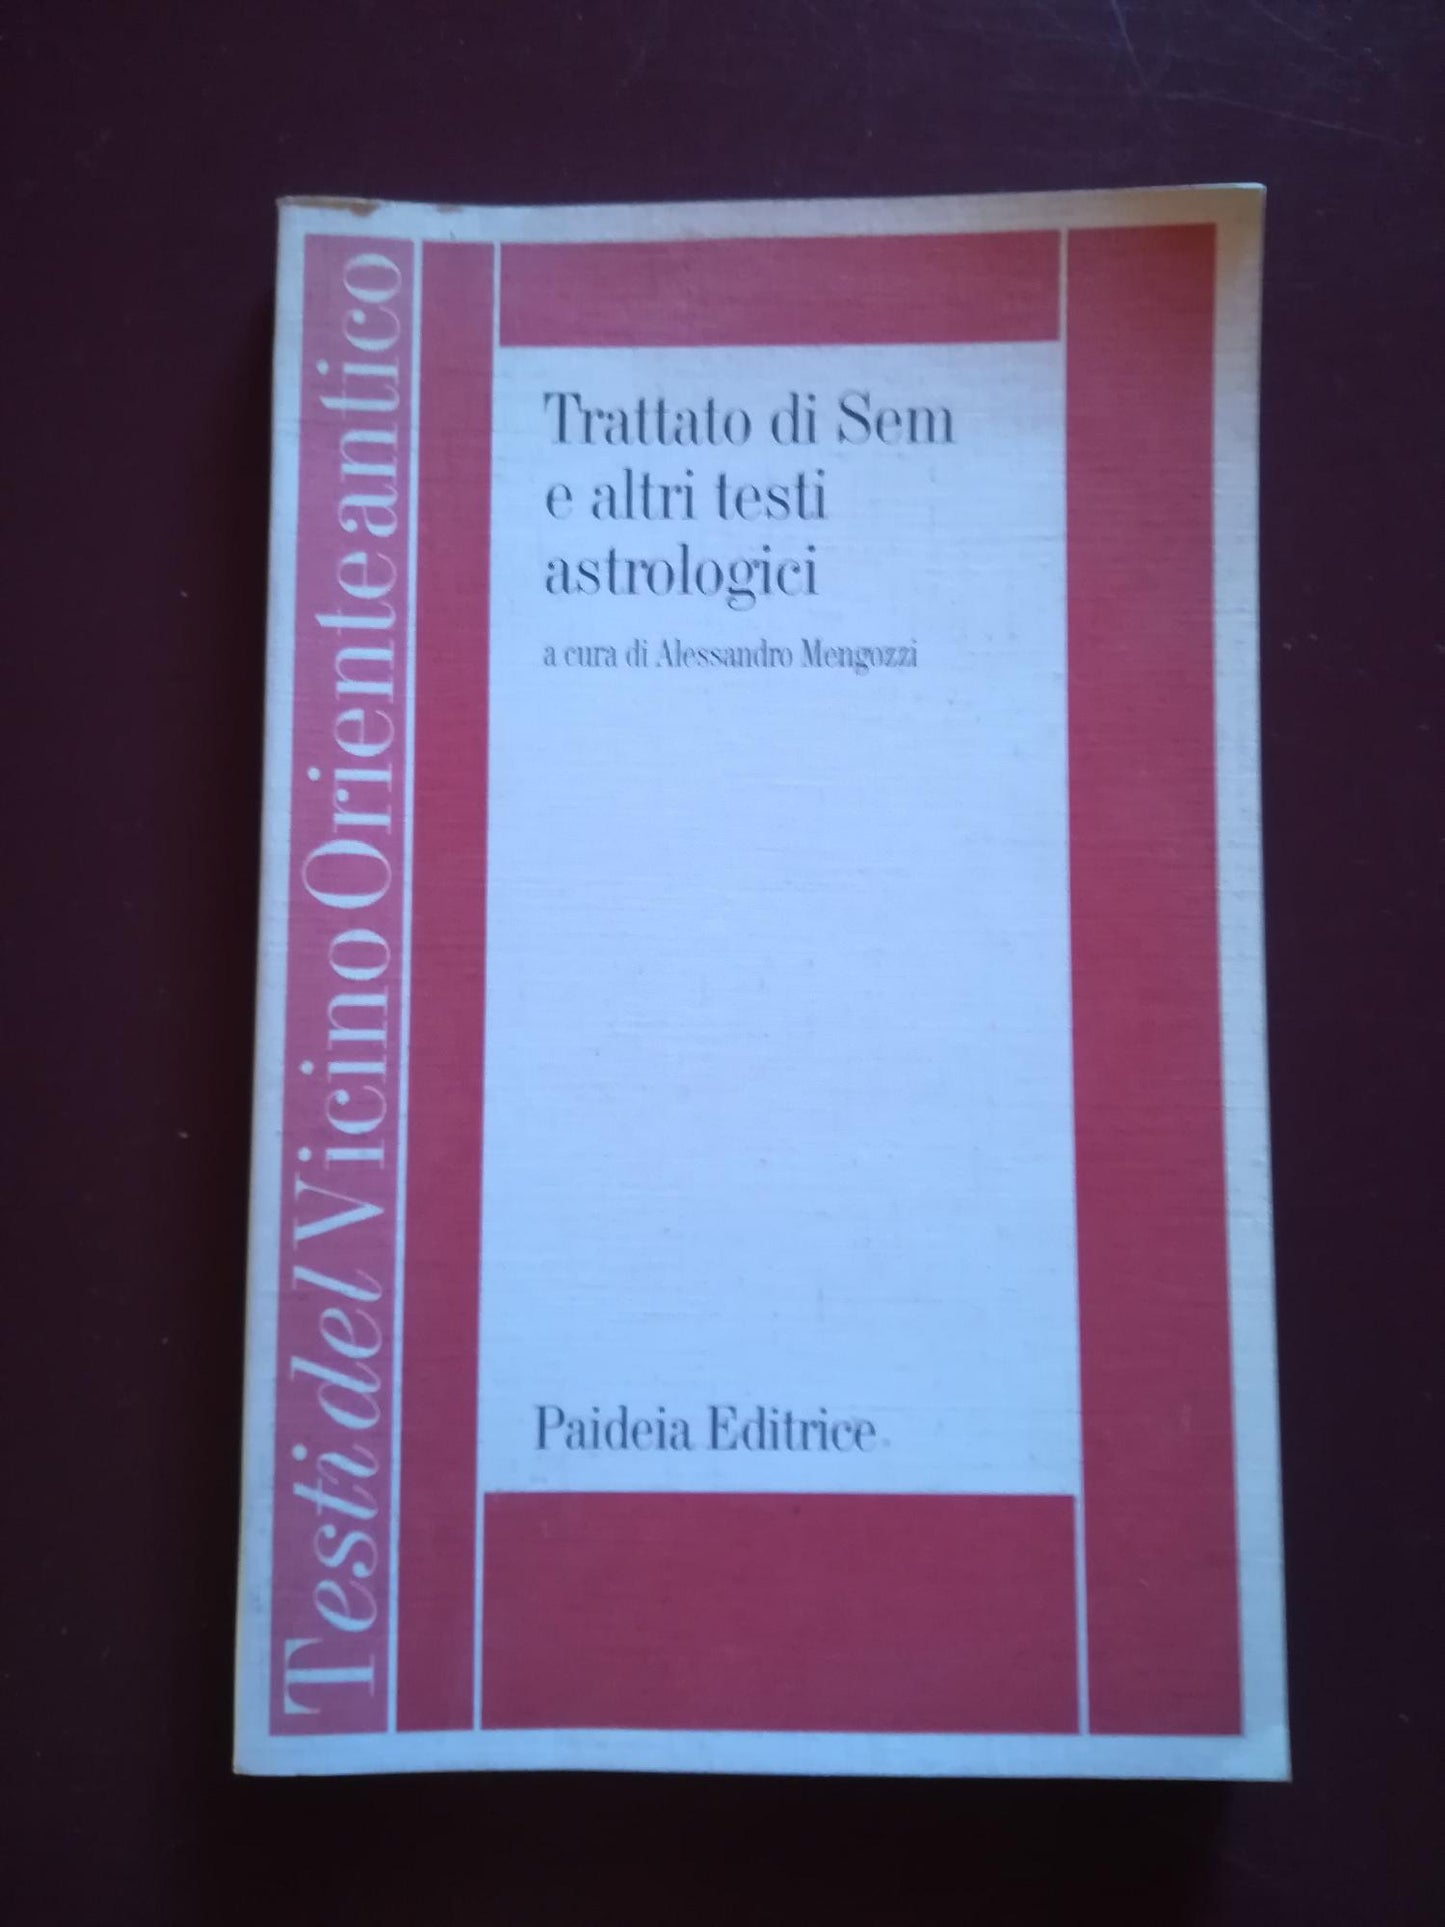 Testi del Vicino Oriente antico
Trattato di Sem
e altri testi
astrologici
a cura di Alessandro Mengozzi
Paideia Editrice